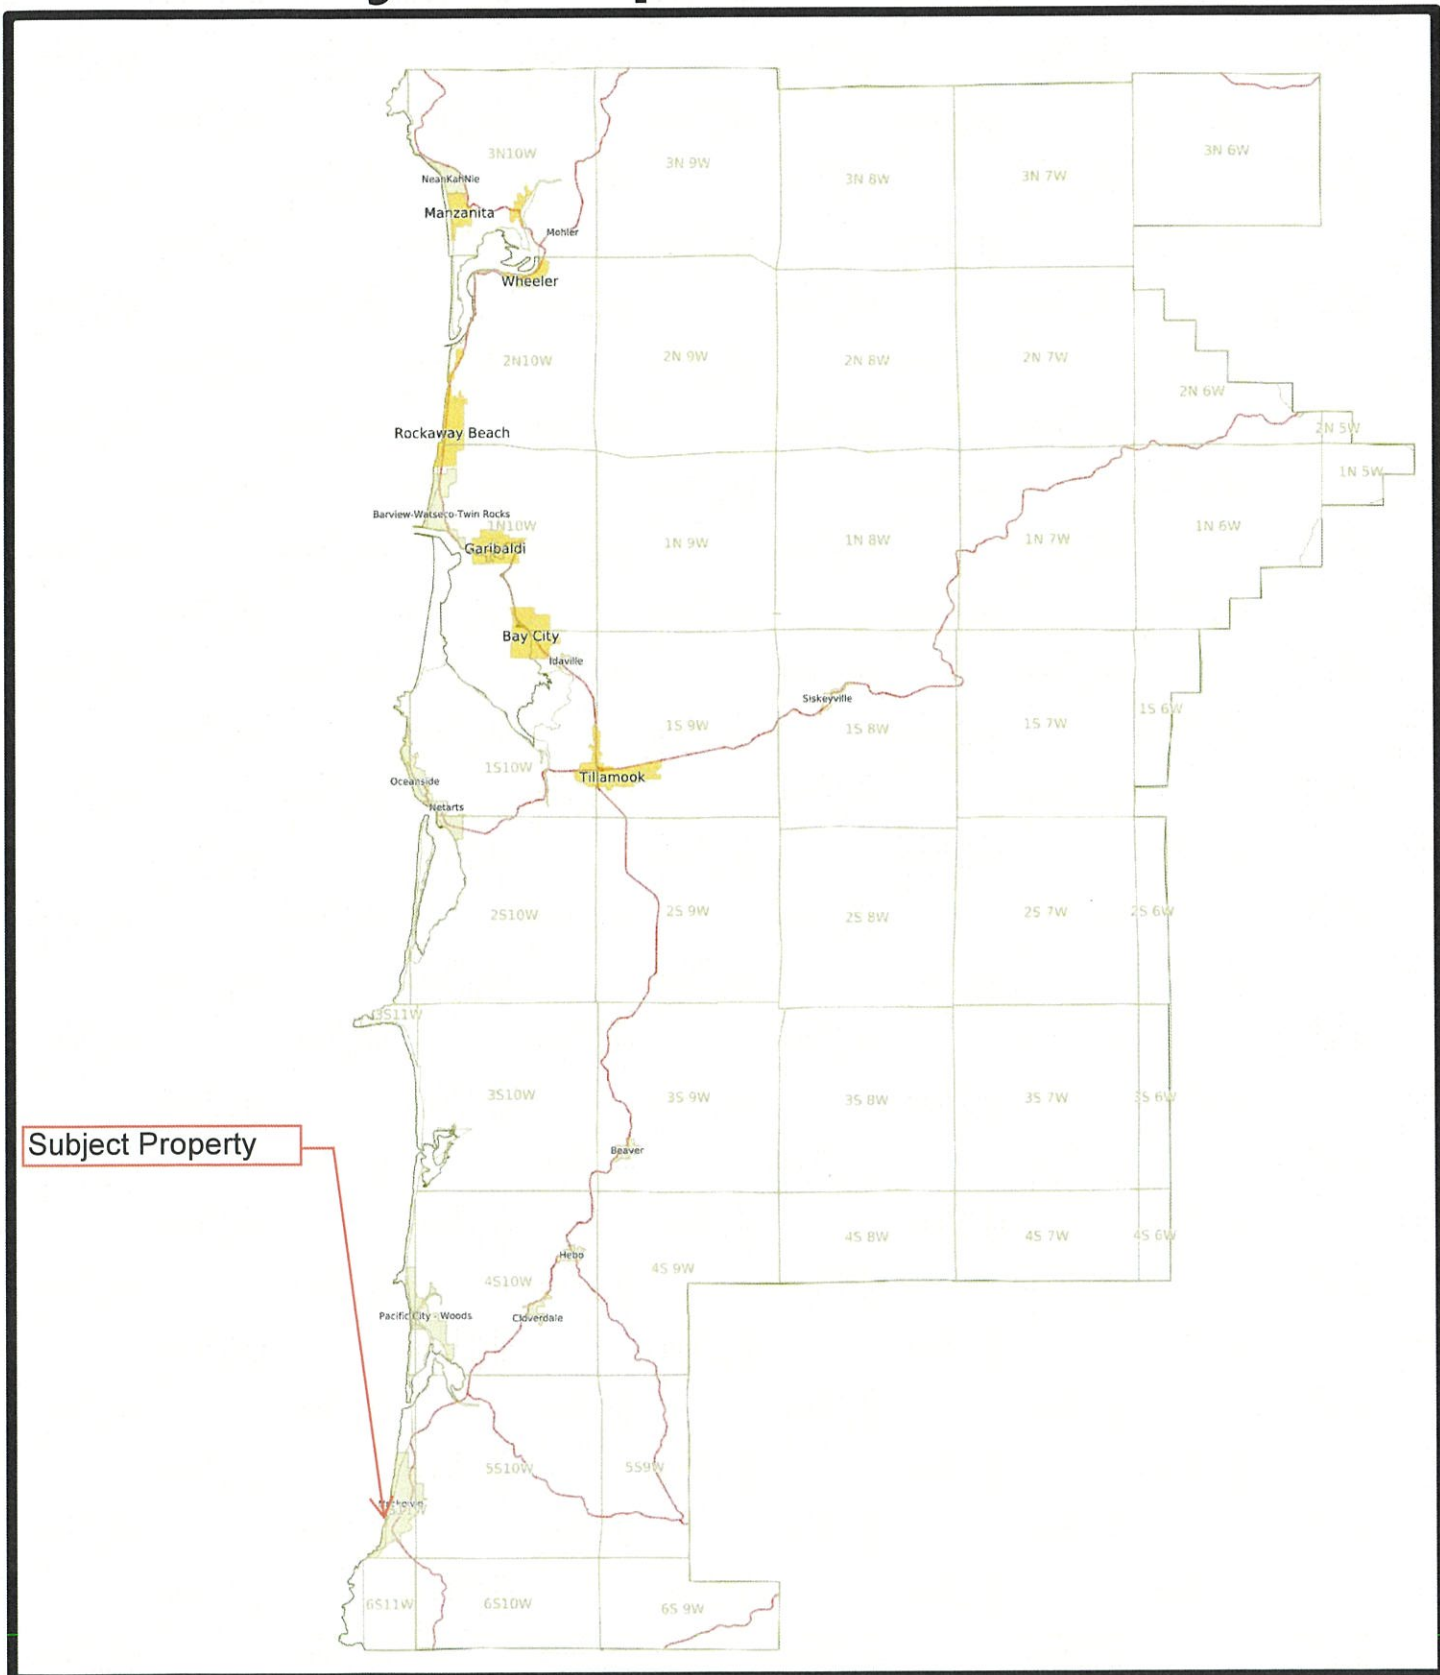 3N10W
3N 9W
3N 8W
3N 7W
3N 6W
NeahKahNie
Manzanita
Mohler
Wheeler
2N10W
2N 9W
2N 8W
2N 7W
2N 6W
2N 5W
Rockaway Beach
1N 5W
Barview-Watseco-Twin Rocks
1N10W
1N 9W
1N 8W
1N 7W
1N 6W
Garibaldi
Bay City
Idaville
Siskeyville
1S 9W
1S 8W
1S 7W
1S 6W
1S10W
Tillamook
Oceanside
Netarts
2S10W
2S 9W
2S 8W
2S 7W
2S 6W
3S11W
3S10W
3S 9W
3S 8W
3S 7W
3S 6W
Subject Property
Beaver
4S 8W
4S 7W
4S 6W
Hebo
4S10W
4S 9W
Pacific City - Woods
Cloverdale
5S10W
5S9W
6S11W
6S10W
6S 9W